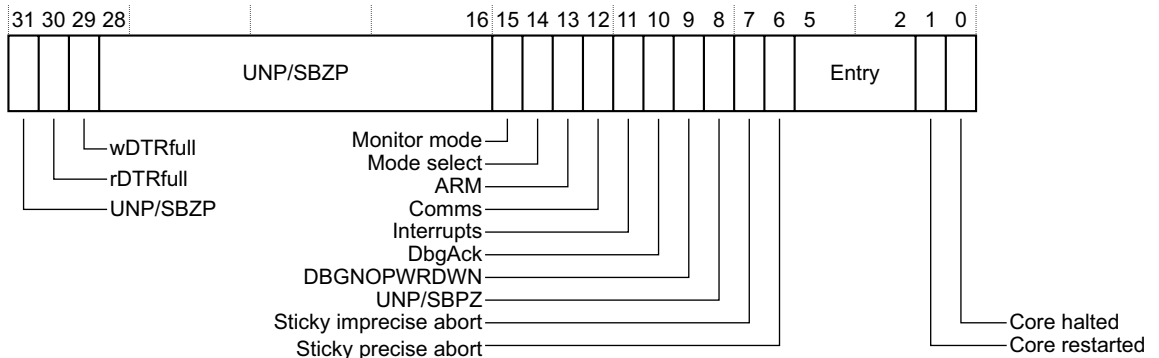 31 30 29 28 16 15 14 13 12 11 10 9 8 7 6 5 2 1 0
UNP/SBZP Entry
wDTRfull
rDTRfull
UNP/SBZP
Monitor mode
Mode select
ARM
Comms
Interrupts
DbgAck
DBGNOPWRDWN
UNP/SBPZ
Sticky imprecise abort
Sticky precise abort
Core halted
Core restarted